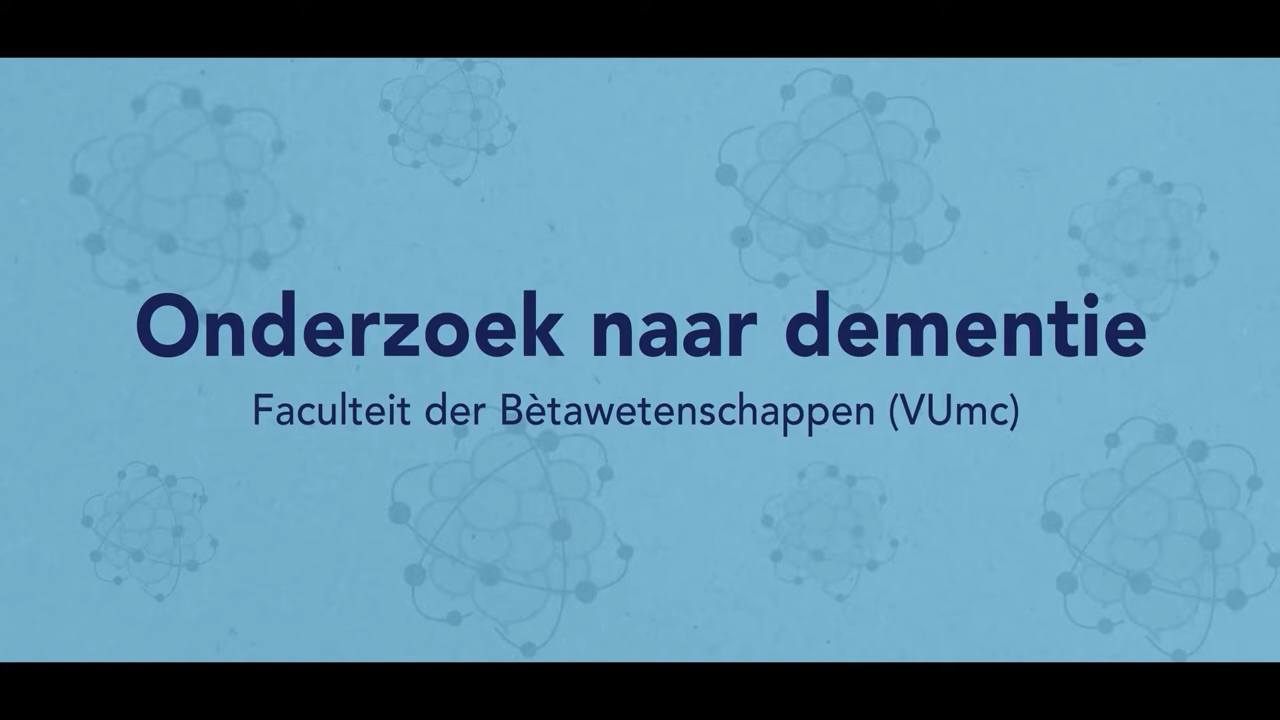 Onderzoek naar dementie
Faculteit der Bètawetenschappen (VUmc)